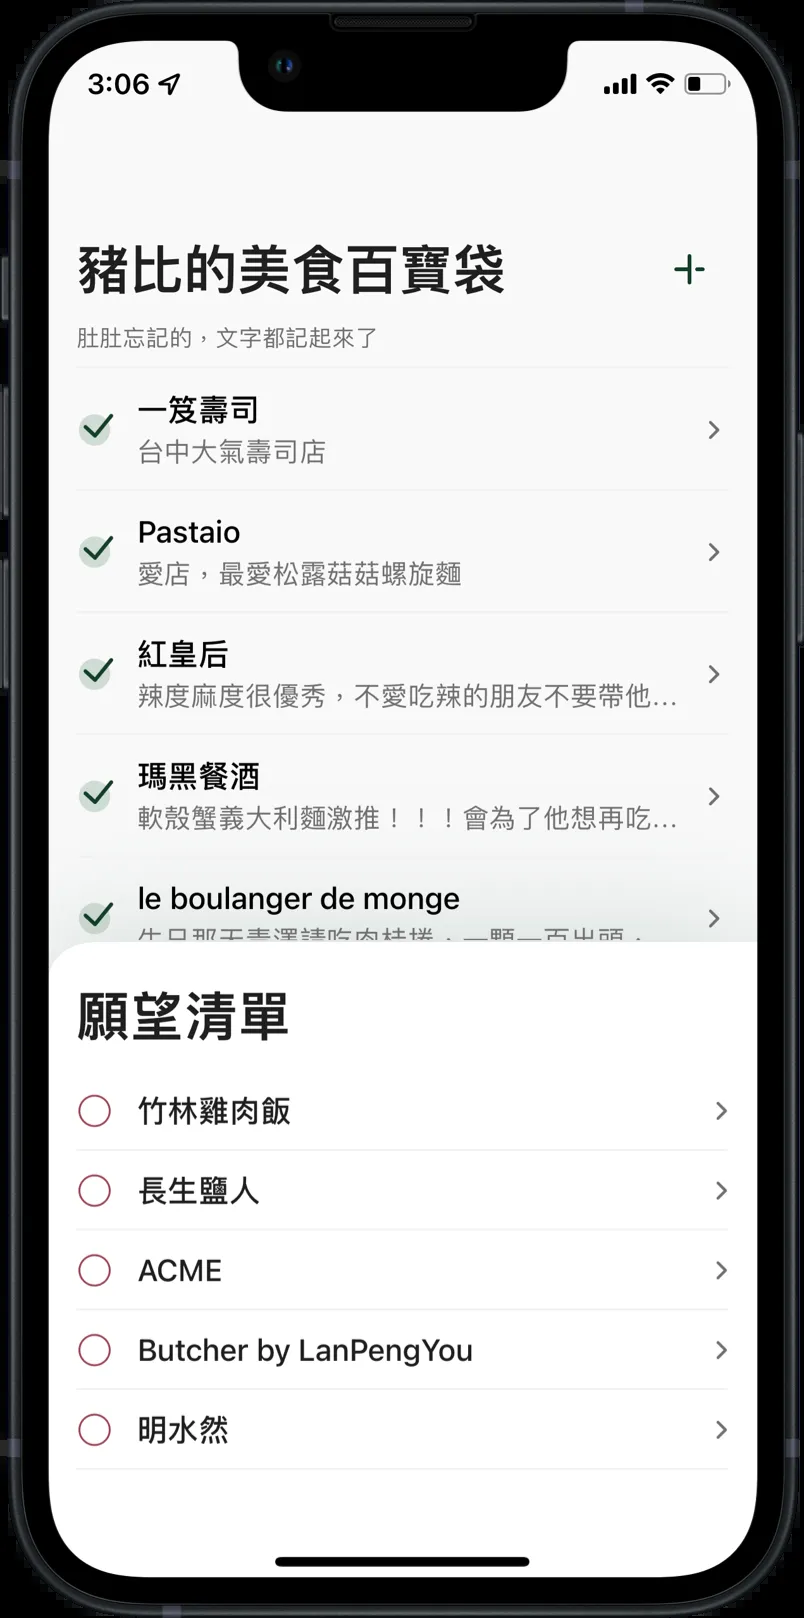 3:06
豬比的美食百寶袋
肚肚忘記的，文字都記起來了
一笈壽司
台中大氣壽司店
Pastaio
愛店，最愛松露菇菇螺旋麵
紅皇后
辣度麻度很優秀，不愛吃辣的朋友不要帶他...
瑪黑餐酒
軟殼蟹義大利麵激推！！！會為了他想再吃...
le boulanger de monge
願望清單
竹林雞肉飯
長生鹽人
ACME
Butcher by LanPengYou
明水然